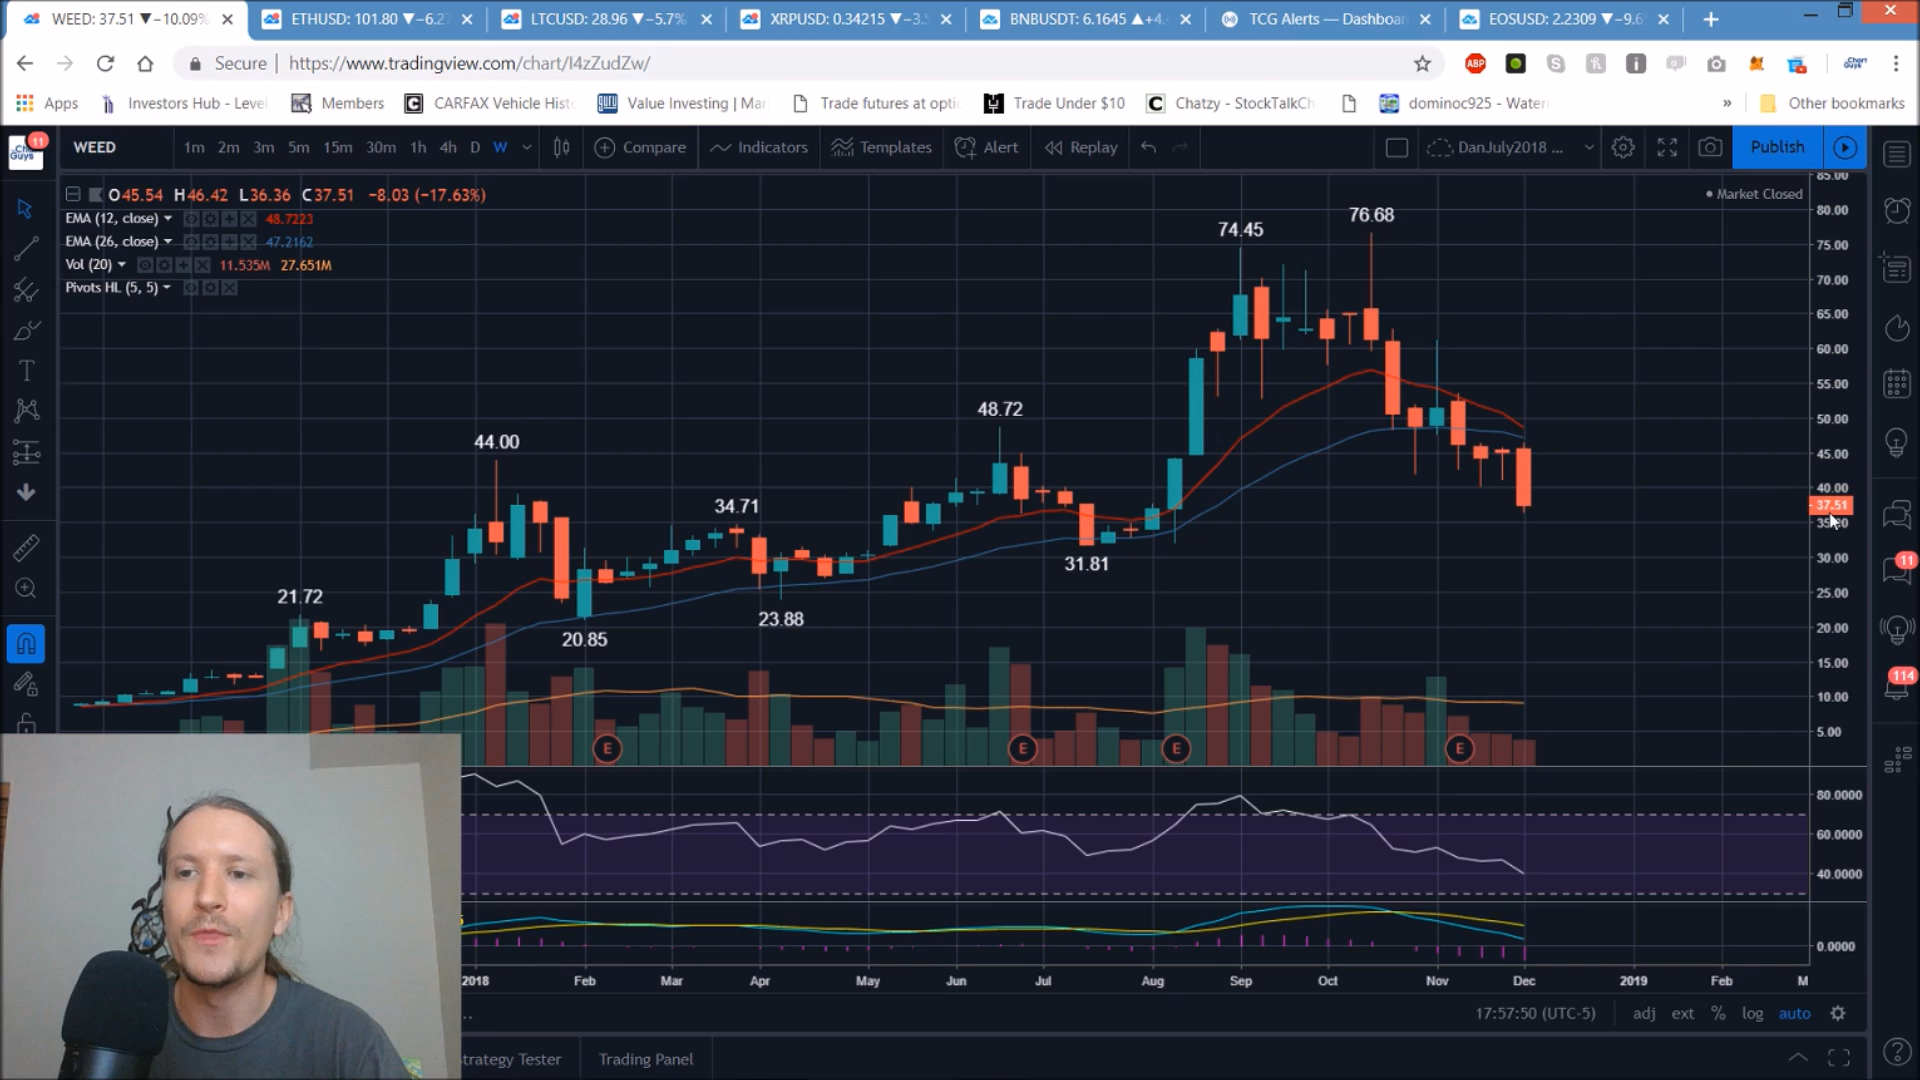 WEED: 37.51 ▼−10.09%
ETHUSD: 101.80 ▼−6.27
LTCUSD: 28.96 ▼−5.7%
XRPUSD: 0.34215 ▼−3.
BNBUSDT: 6.1645 ▲+4.
TCG Alerts — Dashboar
EOSUSD: 2.2309 ▼−9.6
Secure
https://www.tradingview.com/chart/I4zZudZw/
ABP
Apps
Investors Hub - Level
Members
CARFAX Vehicle Histo
guru
Value Investing | Mar
Trade futures at optio
Trade Under $10
Chatzy - StockTalkCh
dominoc925 - Water
»
Other bookmarks
11
WEED
1m 2m 3m 5m 15m 30m 1h 4h D W
Compare
Indicators
Templates
Alert
Replay
DanJuly2018 ...
Publish
O45.54 H46.42 L36.36 C37.51 −8.03 (−17.63%)
Market Closed
EMA (12, close) 48.7223
EMA (26, close) 47.2162
Vol (20) 11.535M 27.651M
Pivots HL (5, 5)
85.00
80.00
75.00
70.00
65.00
60.00
55.00
50.00
45.00
40.00
37.51
30.00
25.00
20.00
15.00
10.00
5.00
76.68
74.45
48.72
44.00
34.71
31.81
21.72
23.88
20.85
E
E
E
E
11
114
80.0000
60.0000
40.0000
0.0000
2018 Feb Mar Apr May Jun Jul Aug Sep Oct Nov Dec 2019 Feb M
17:57:50 (UTC-5)
adj ext % log auto
trategy Tester
Trading Panel